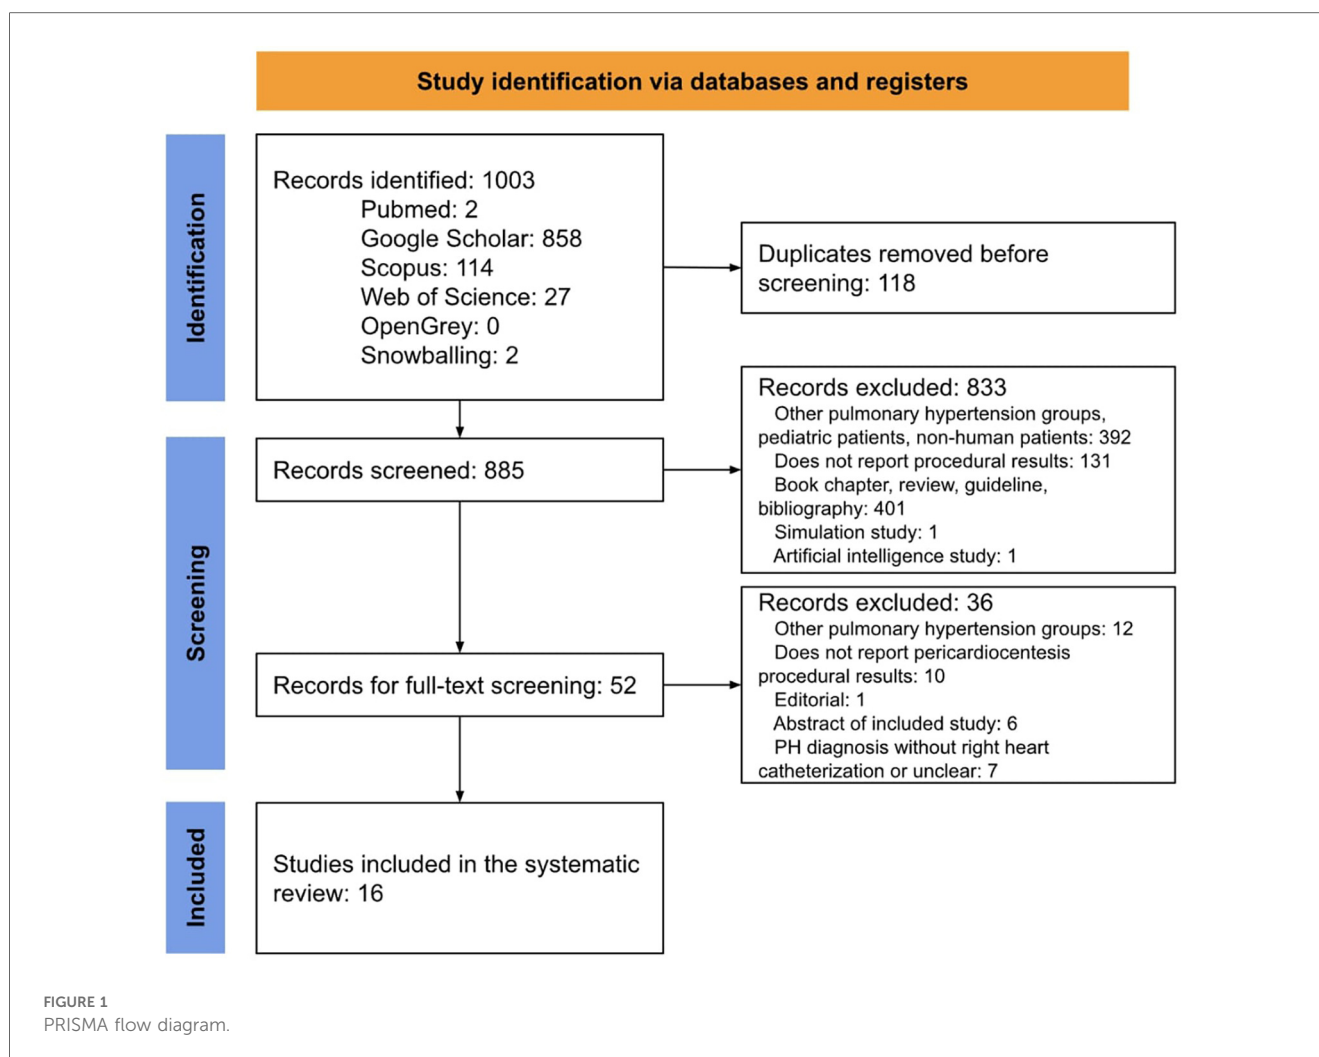 Study identification via databases and registers
Identification
Records identified: 1003
Pubmed: 2
Google Scholar: 858
Scopus: 114
Web of Science: 27
OpenGrey: 0
Snowballing: 2
Duplicates removed before
screening: 118
Screening
Records screened: 885
Records excluded: 833
Other pulmonary hypertension groups,
pediatric patients, non-human patients: 392
Does not report procedural results: 131
Book chapter, review, guideline,
bibliography: 401
Simulation study: 1
Artificial intelligence study: 1
Records for full-text screening: 52
Records excluded: 36
Other pulmonary hypertension groups: 12
Does not report pericardiocentesis
procedural results: 10
Editorial: 1
Abstract of included study: 6
PH diagnosis without right heart
catheterization or unclear: 7
Included
Studies included in the systematic
review: 16
FIGURE 1
PRISMA flow diagram.